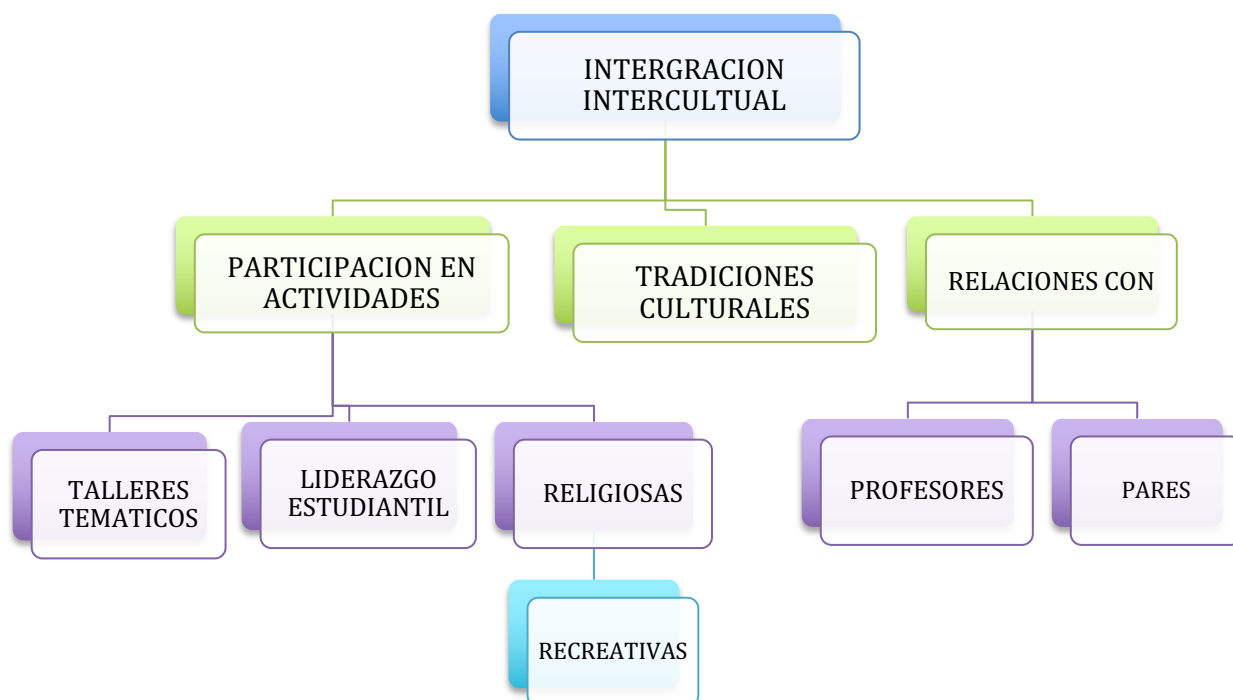 INTERGRACION
INTERCULTUAL
PARTICIPACION EN
ACTIVIDADES
TRADICIONES
CULTURALES
RELACIONES CON
TALLERES
TEMATICOS
LIDERAZGO
ESTUDIANTIL
RELIGIOSAS
PROFESORES
PARES
RECREATIVAS